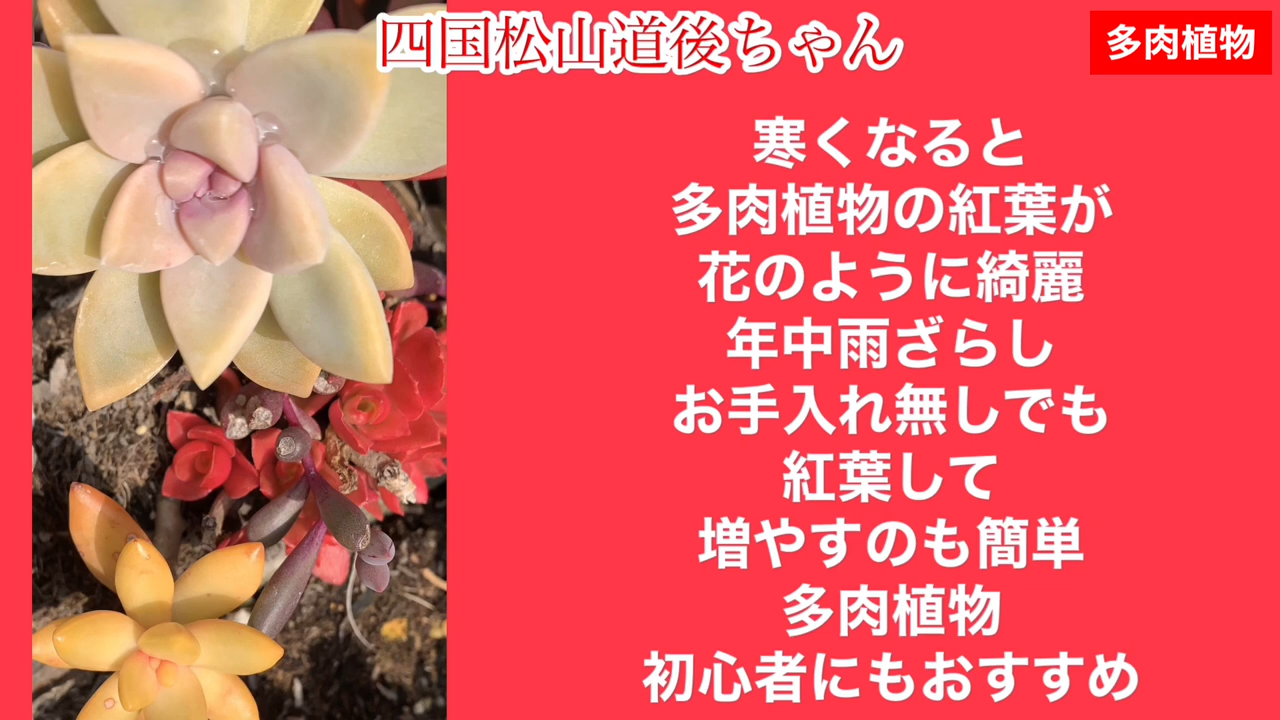 四国松山道後ちゃん
多肉植物
寒くなると
多肉植物の紅葉が
花のように綺麗
年中雨ざらし
お手入れ無しでも
紅葉して
増やすのも簡単
多肉植物
初心者にもおすすめ